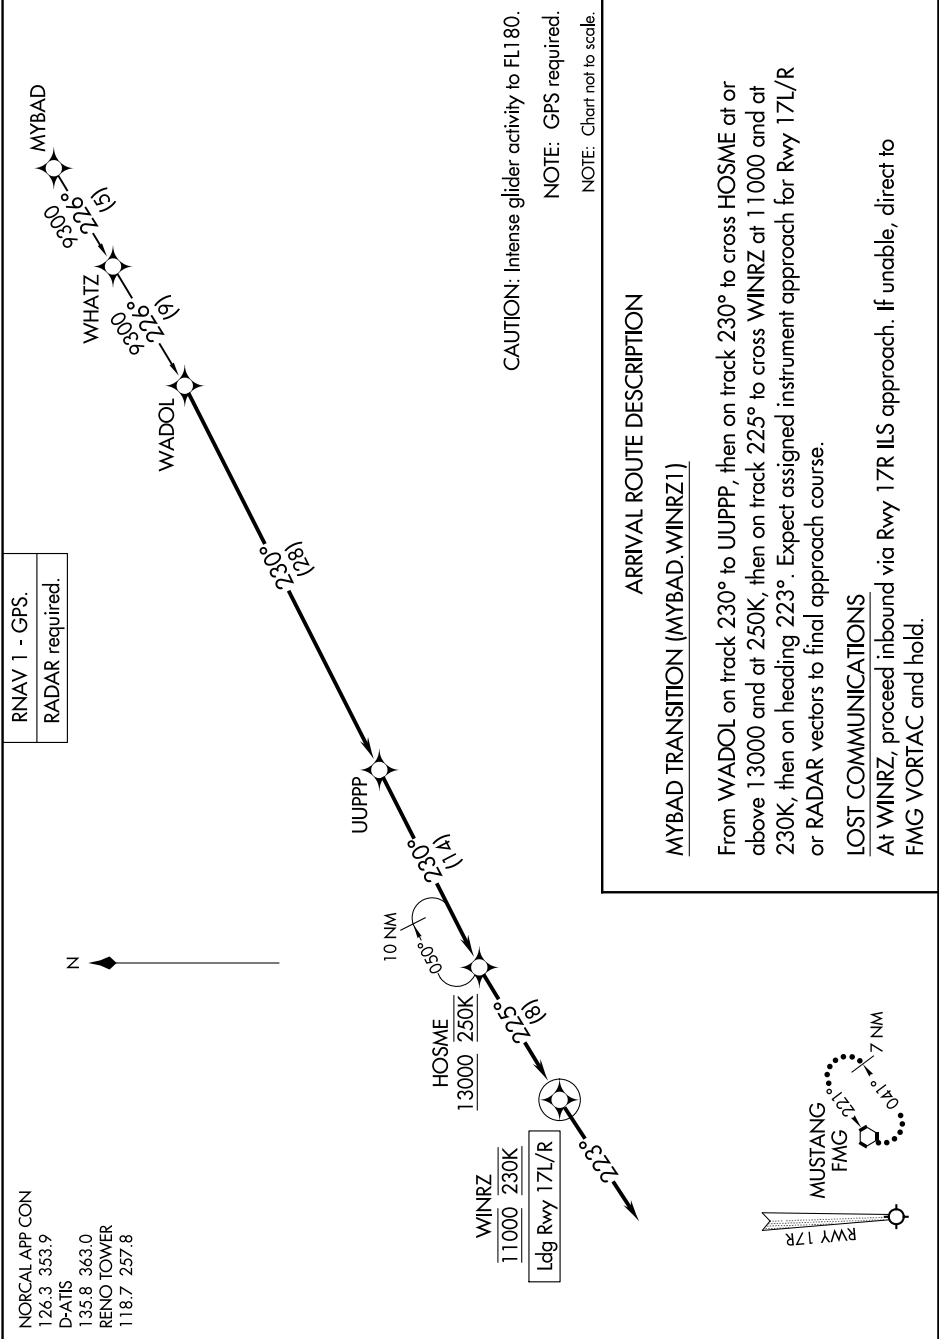 NORCAL APP CON
126.3 353.9
D-ATIS
135.8 363.0
RENO TOWER
118.7 257.8
RNAV 1 - GPS.
RADAR required.
N
MYBAD
9300
226°
(5)
WHATZ
9300
226°
(9)
WADOL
230°
(28)
UUPPP
230°
(14)
10 NM
050°
HOSME
13000 250K
225°
(8)
WINRZ
11000 230K
Ldg Rwy 17L/R
223°
MUSTANG
FMG
221°
041°
7 NM
RWY 17R
CAUTION: Intense glider activity to FL180.
NOTE: GPS required.
NOTE: Chart not to scale.
ARRIVAL ROUTE DESCRIPTION
MYBAD TRANSITION (MYBAD.WINRZ1)
From WADOL on track 230° to UUPPP, then on track 230° to cross HOSME at or
above 13000 and at 250K, then on track 225° to cross WINRZ at 11000 and at
230K, then on heading 223°. Expect assigned instrument approach for Rwy 17L/R
or RADAR vectors to final approach course.
LOST COMMUNICATIONS
At WINRZ, proceed inbound via Rwy 17R ILS approach. If unable, direct to
FMG VORTAC and hold.